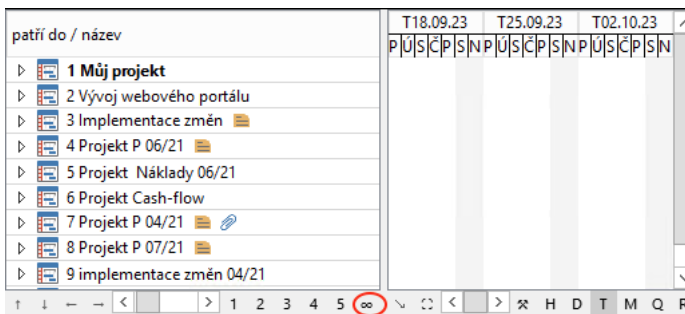 T18.09.23 T25.09.23 T02.10.23
patří do / název
P Ú S Č P S N P Ú S Č P S N P Ú S Č P S N
1 Můj projekt
2 Vývoj webového portálu
3 Implementace změn
4 Projekt P 06/21
5 Projekt Náklady 06/21
6 Projekt Cash-flow
7 Projekt P 04/21
8 Projekt P 07/21
9 implementace změn 04/21
↑ ↓ ← → < > 1 2 3 4 5 ∞ ↘ < > H D T M Q R